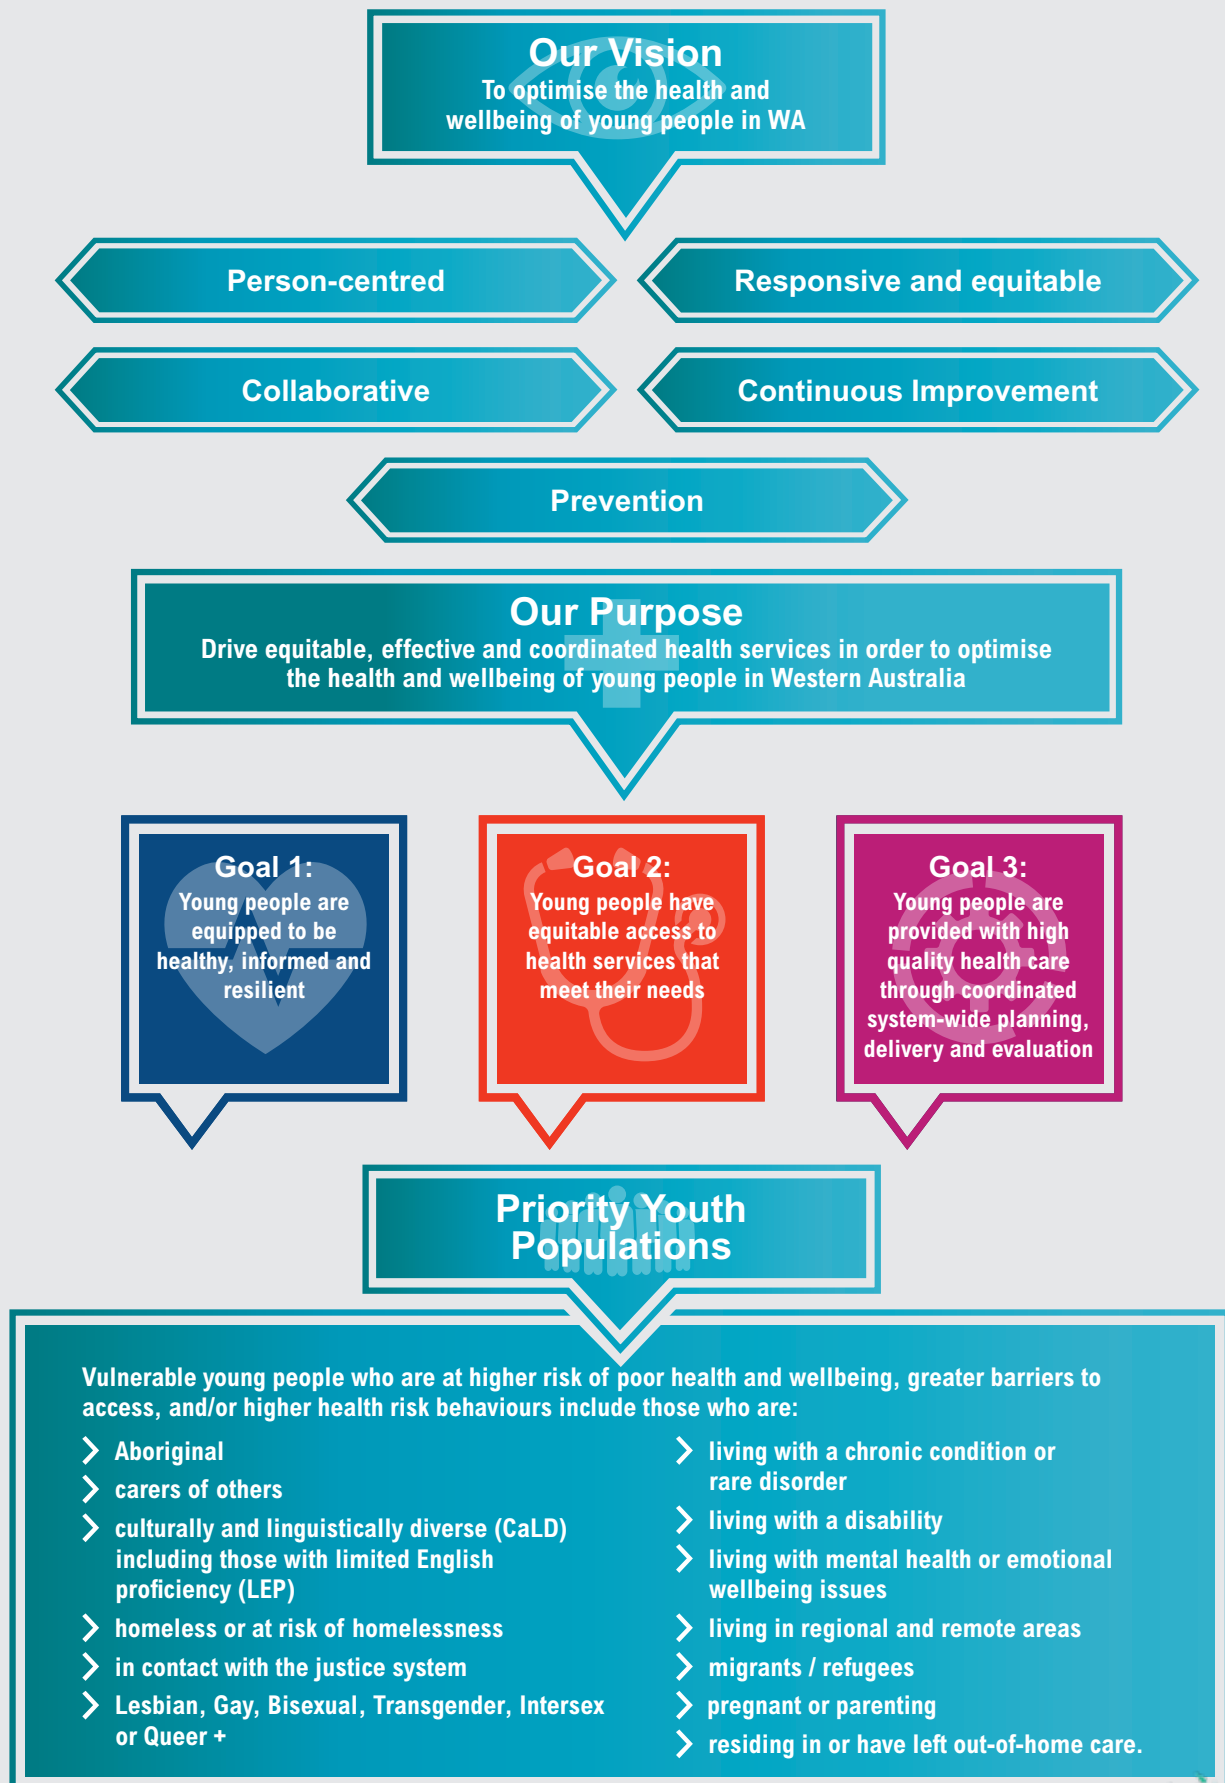 Our Vision
To optimise the health and
wellbeing of young people in WA
Person-centred
Responsive and equitable
Collaborative
Continuous Improvement
Prevention
Our Purpose
Drive equitable, effective and coordinated health services in order to optimise
the health and wellbeing of young people in Western Australia
Goal 1:
Young people are
equipped to be
healthy, informed and
resilient
Goal 2:
Young people have
equitable access to
health services that
meet their needs
Goal 3:
Young people are
provided with high
quality health care
through coordinated
system-wide planning,
delivery and evaluation
Priority Youth
Populations
Vulnerable young people who are at higher risk of poor health and wellbeing, greater barriers to
access, and/or higher health risk behaviours include those who are:
Aboriginal
carers of others
culturally and linguistically diverse (CaLD)
including those with limited English
proficiency (LEP)
homeless or at risk of homelessness
in contact with the justice system
Lesbian, Gay, Bisexual, Transgender, Intersex
or Queer +
living with a chronic condition or
rare disorder
living with a disability
living with mental health or emotional
wellbeing issues
living in regional and remote areas
migrants / refugees
pregnant or parenting
residing in or have left out-of-home care.